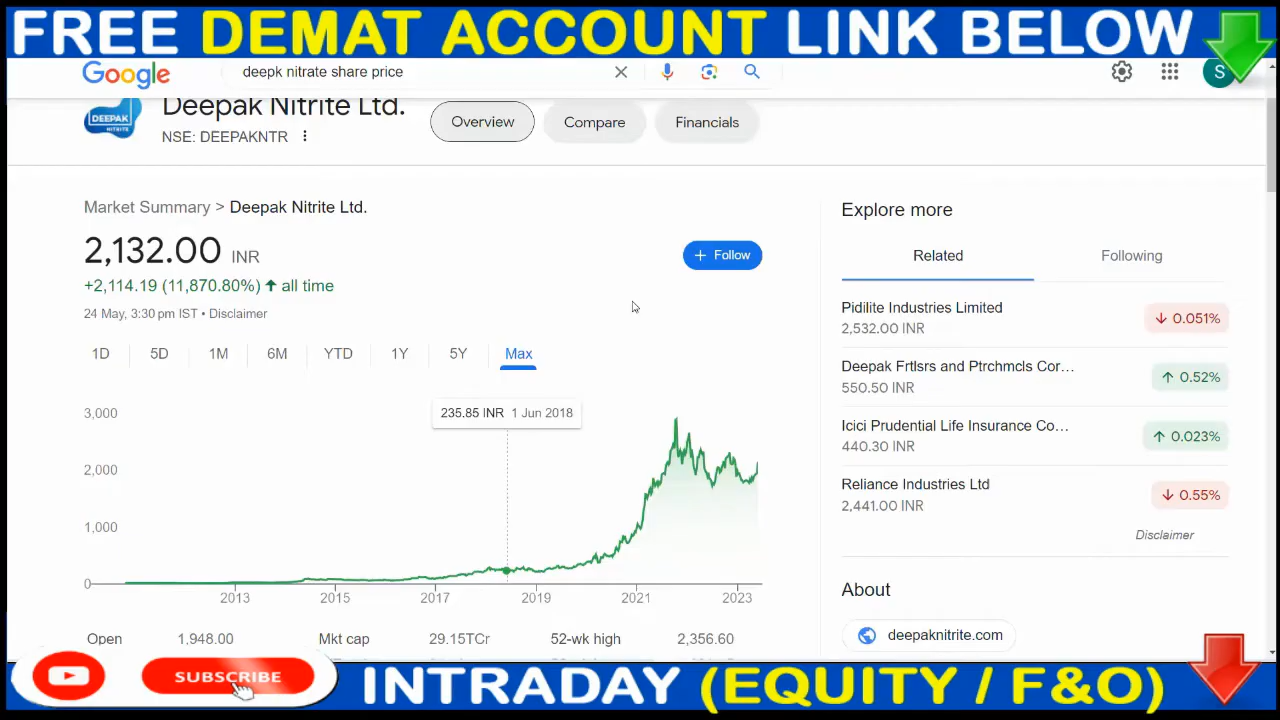 FREE DEMAT ACCOUNT LINK BELOW
Google
deepk nitrate share price
S
DEEPAK
NITRITE
Deepak Nitrite Ltd.
NSE: DEEPAKNTR
Overview
Compare
Financials
Market Summary > Deepak Nitrite Ltd.
2,132.00 INR
+ Follow
+2,114.19 (11,870.80%) ↑ all time
24 May, 3:30 pm IST • Disclaimer
1D 5D 1M 6M YTD 1Y 5Y Max
235.85 INR 1 Jun 2018
3,000
2,000
1,000
0
2013 2015 2017 2019 2021 2023
Open 1,948.00 Mkt cap 29.15TCr 52-wk high 2,356.60
Explore more
Related Following
Pidilite Industries Limited
2,532.00 INR
↓ 0.051%
Deepak Frtlsrs and Ptrchmcls Cor...
550.50 INR
↑ 0.52%
Icici Prudential Life Insurance Co...
440.30 INR
↑ 0.023%
Reliance Industries Ltd
2,441.00 INR
↓ 0.55%
Disclaimer
About
deepaknitrite.com
SUBSCRIBE
INTRADAY (EQUITY / F&O)